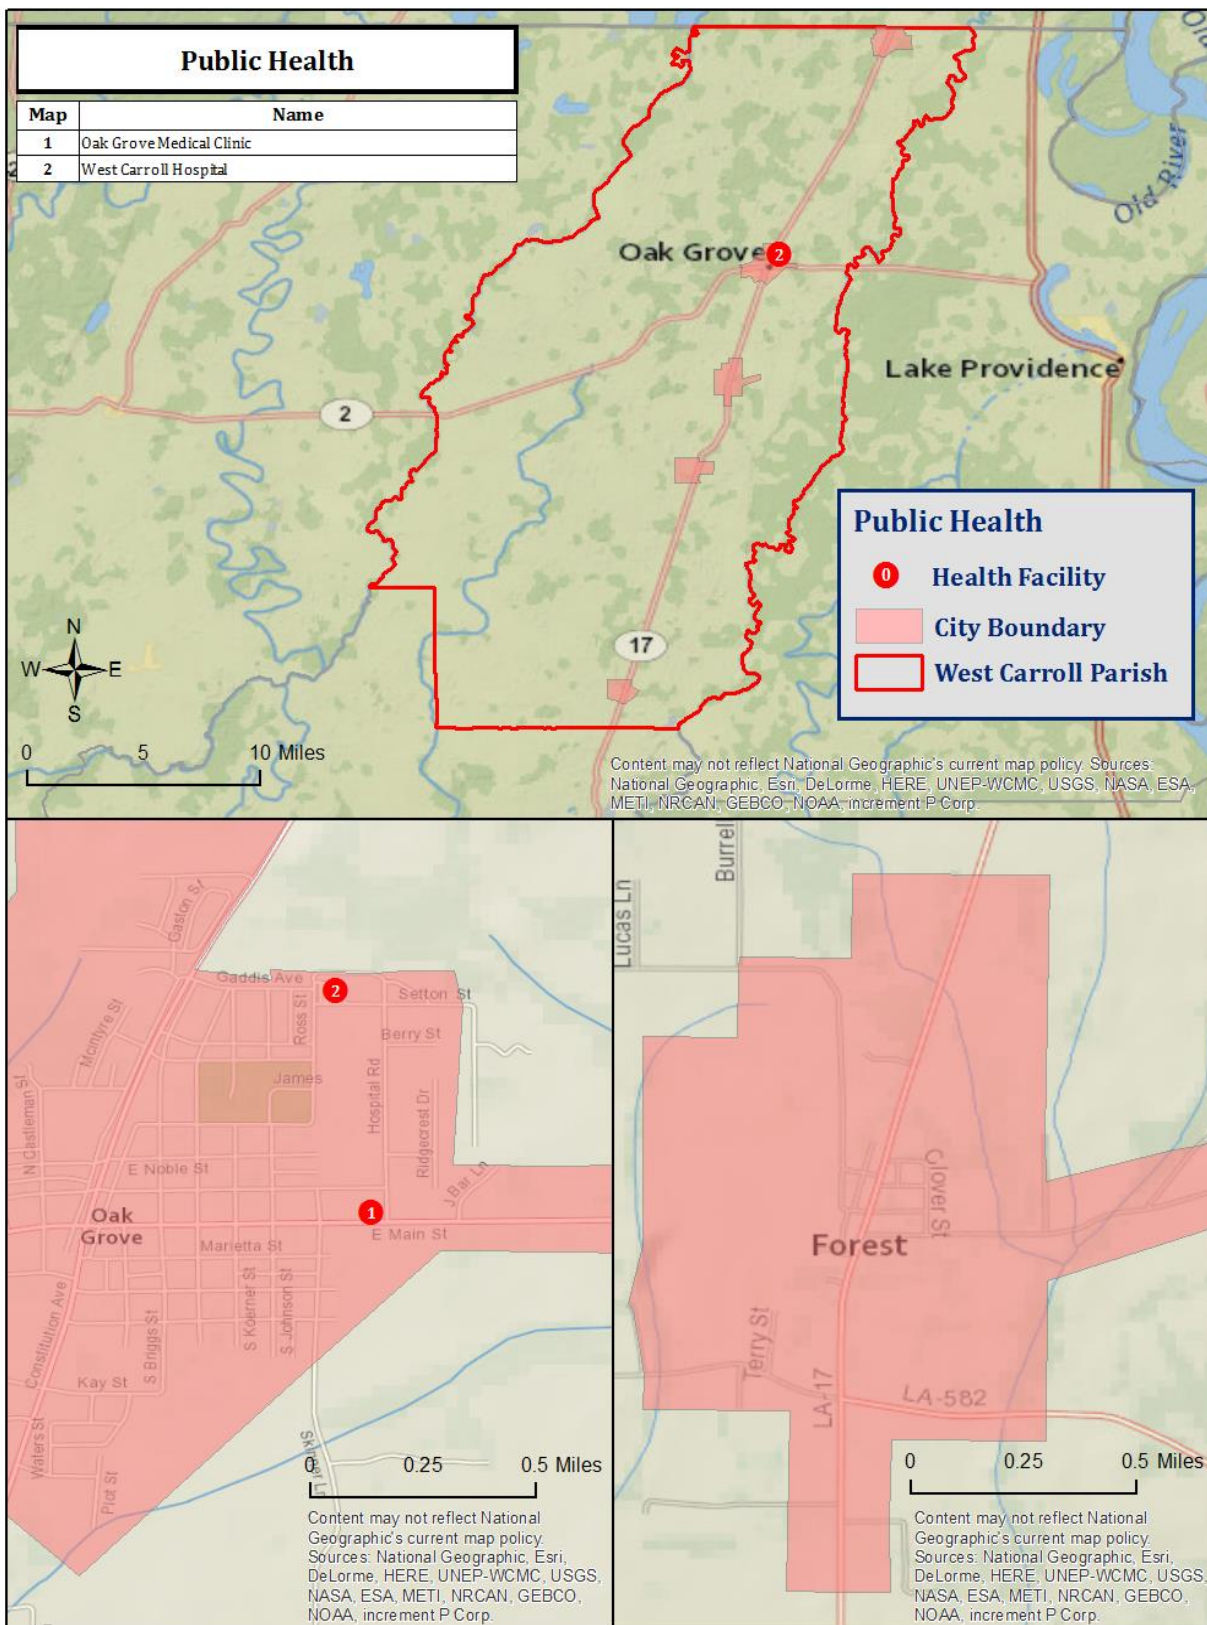 Public Health
Map Name
1 Oak Grove Medical Clinic
2 West Carroll Hospital
Old River
Oak Grove 2
Lake Providence
2
17
N
W E
S
0 5 10 Miles
Public Health
0 Health Facility
City Boundary
West Carroll Parish
Content may not reflect National Geographic's current map policy. Sources:
National Geographic, Esri, DeLorme, HERE, UNEP-WCMC, USGS, NASA, ESA,
METI, NRCAN, GEBCO, NOAA, increment P Corp.
Gaston St
Gaddis Ave
2
Setton St
McIntyre St
Ross St
Berry St
James
N Castleman St
Hospital Rd
Ridgecrest Dr
E Noble St
J Bar Ln
1
Oak
Grove
E Main St
Marietta St
Constitution Ave
S Briggs St
S Koerner St
S Johnson St
Kay St
Waters St
Plot St
Skinner Ln
0 0.25 0.5 Miles
Content may not reflect National
Geographic's current map policy.
Sources: National Geographic, Esri,
DeLorme, HERE, UNEP-WCMC, USGS,
NASA, ESA, METI, NRCAN, GEBCO,
NOAA, increment P Corp.
Lucas Ln
Burrel
Clover St
Forest
Terry St
LA-17
LA-582
0 0.25 0.5 Miles
Content may not reflect National
Geographic's current map policy.
Sources: National Geographic, Esri,
DeLorme, HERE, UNEP-WCMC, USGS,
NASA, ESA, METI, NRCAN, GEBCO,
NOAA, increment P Corp.